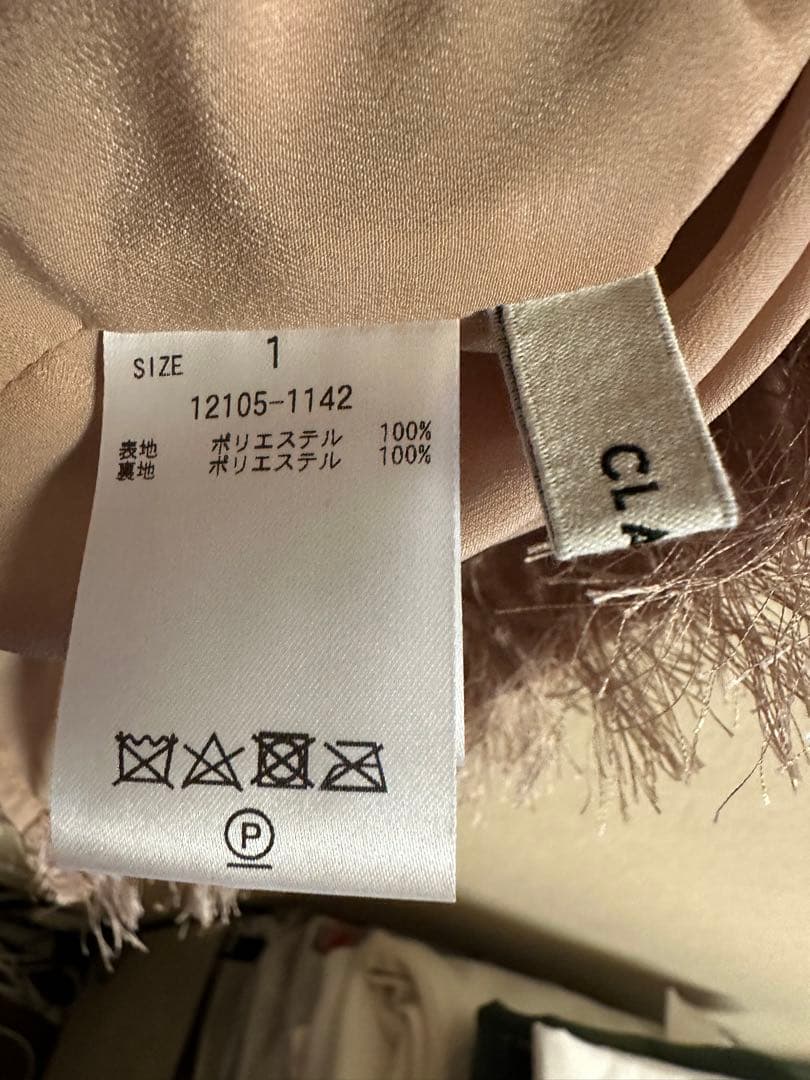 SIZE 1
12105-1142
表地 ポリエステル 100%
裏地 ポリエステル 100%
P
CLA